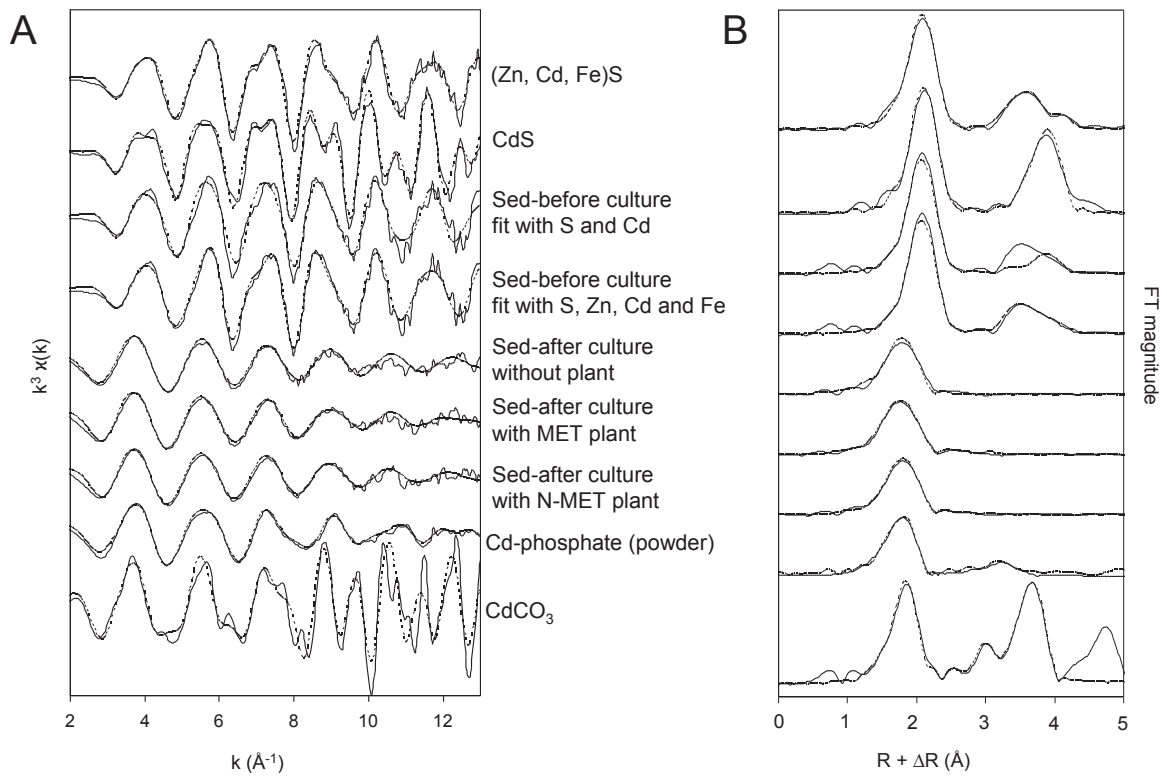 A
B
(Zn, Cd, Fe)S
CdS
Sed-before culture
fit with S and Cd
Sed-before culture
fit with S, Zn, Cd and Fe
Sed-after culture
without plant
Sed-after culture
with MET plant
Sed-after culture
with N-MET plant
Cd-phosphate (powder)
CdCO₃
k³ χ(k)
2 4 6 8 10 12
k (Å⁻¹)
FT magnitude
0 1 2 3 4 5
R + ΔR (Å)